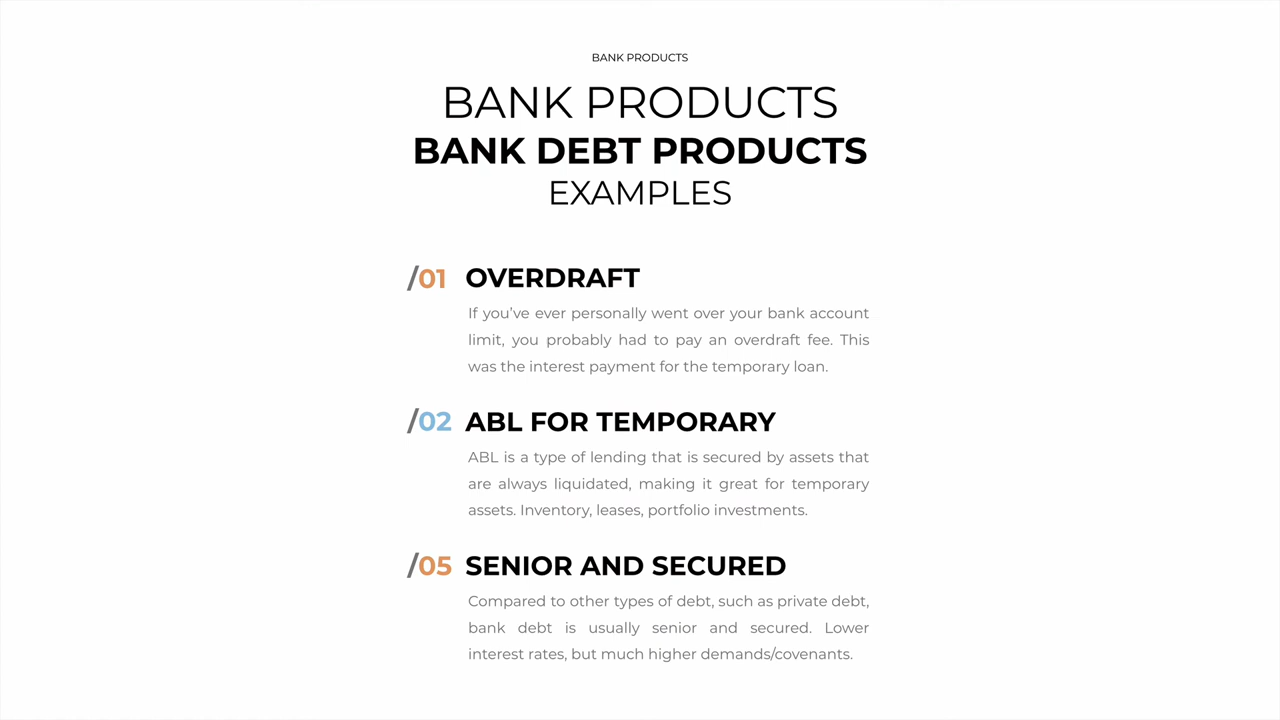 BANK PRODUCTS
BANK PRODUCTS
BANK DEBT PRODUCTS
EXAMPLES
/01 OVERDRAFT
If you’ve ever personally went over your bank account
limit, you probably had to pay an overdraft fee. This
was the interest payment for the temporary loan.
/02 ABL FOR TEMPORARY
ABL is a type of lending that is secured by assets that
are always liquidated, making it great for temporary
assets. Inventory, leases, portfolio investments.
/05 SENIOR AND SECURED
Compared to other types of debt, such as private debt,
bank debt is usually senior and secured. Lower
interest rates, but much higher demands/covenants.